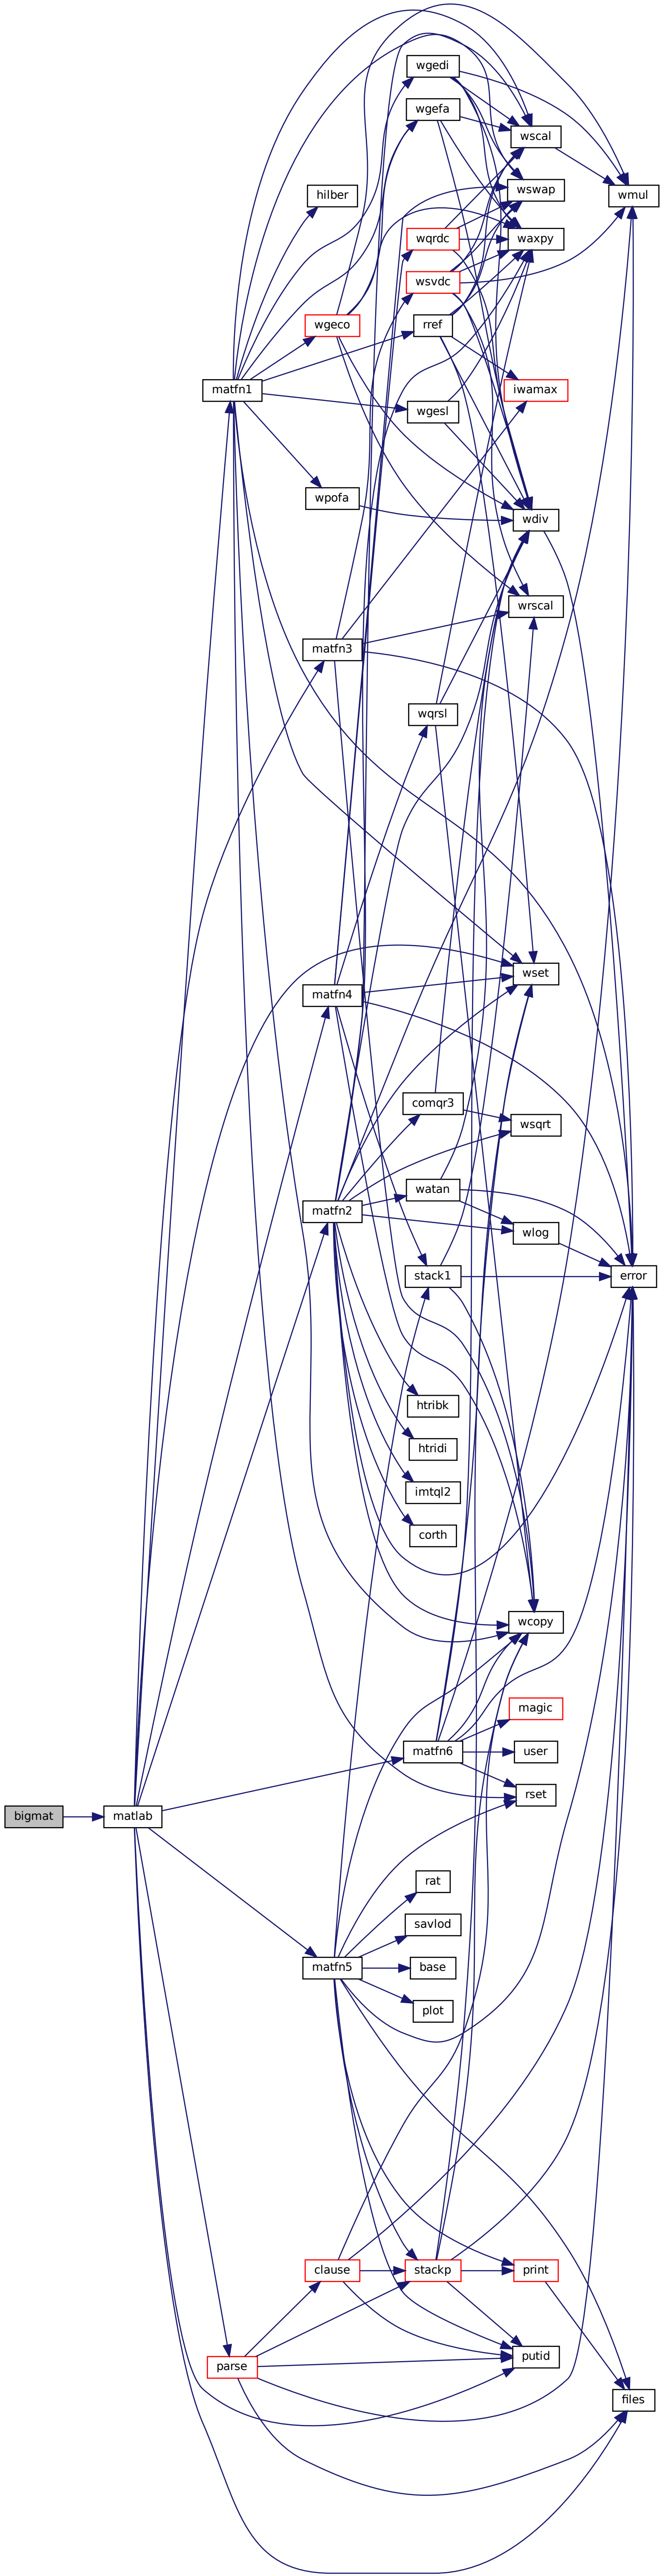 wgedi
wgefa
wscal
hilber
wswap
wmul
wqrdc
waxpy
wsvdc
wgeco
rref
matfn1
iwamax
wgesl
wpofa
wdiv
wrscal
matfn3
wqrsl
wset
matfn4
comqr3
wsqrt
watan
matfn2
wlog
stack1
error
htribk
htridi
imtql2
corth
wcopy
magic
matfn6
user
rset
bigmat
matlab
rat
savlod
matfn5
base
plot
clause
stackp
print
putid
parse
files